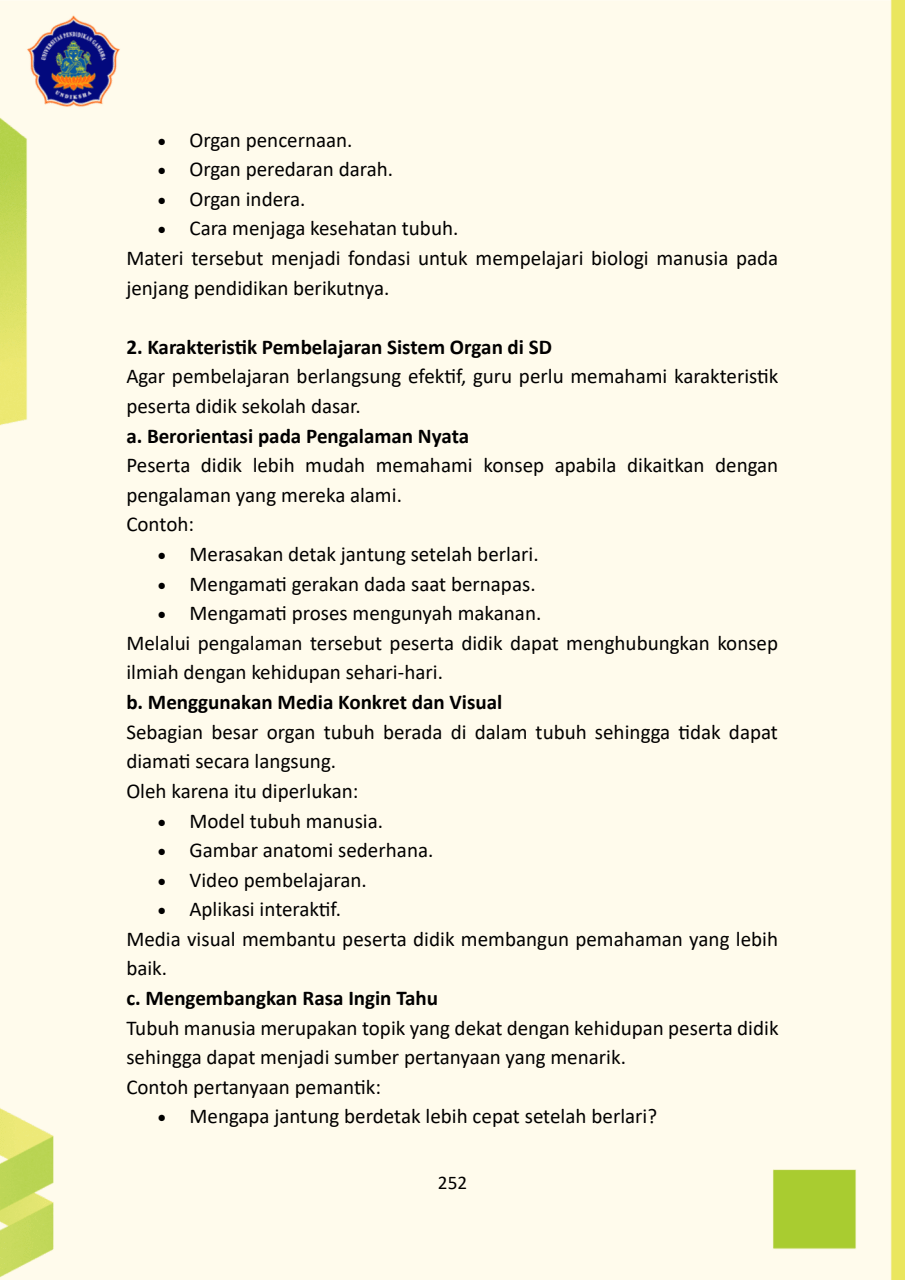 UNIVERSITAS PENDIDIKAN GANESHA
UNDIKSHA
• Organ pencernaan.
• Organ peredaran darah.
• Organ indera.
• Cara menjaga kesehatan tubuh.
Materi tersebut menjadi fondasi untuk mempelajari biologi manusia pada
jenjang pendidikan berikutnya.
2. Karakteristik Pembelajaran Sistem Organ di SD
Agar pembelajaran berlangsung efektif, guru perlu memahami karakteristik
peserta didik sekolah dasar.
a. Berorientasi pada Pengalaman Nyata
Peserta didik lebih mudah memahami konsep apabila dikaitkan dengan
pengalaman yang mereka alami.
Contoh:
• Merasakan detak jantung setelah berlari.
• Mengamati gerakan dada saat bernapas.
• Mengamati proses mengunyah makanan.
Melalui pengalaman tersebut peserta didik dapat menghubungkan konsep
ilmiah dengan kehidupan sehari-hari.
b. Menggunakan Media Konkret dan Visual
Sebagian besar organ tubuh berada di dalam tubuh sehingga tidak dapat
diamati secara langsung.
Oleh karena itu diperlukan:
• Model tubuh manusia.
• Gambar anatomi sederhana.
• Video pembelajaran.
• Aplikasi interaktif.
Media visual membantu peserta didik membangun pemahaman yang lebih
baik.
c. Mengembangkan Rasa Ingin Tahu
Tubuh manusia merupakan topik yang dekat dengan kehidupan peserta didik
sehingga dapat menjadi sumber pertanyaan yang menarik.
Contoh pertanyaan pemantik:
• Mengapa jantung berdetak lebih cepat setelah berlari?
252